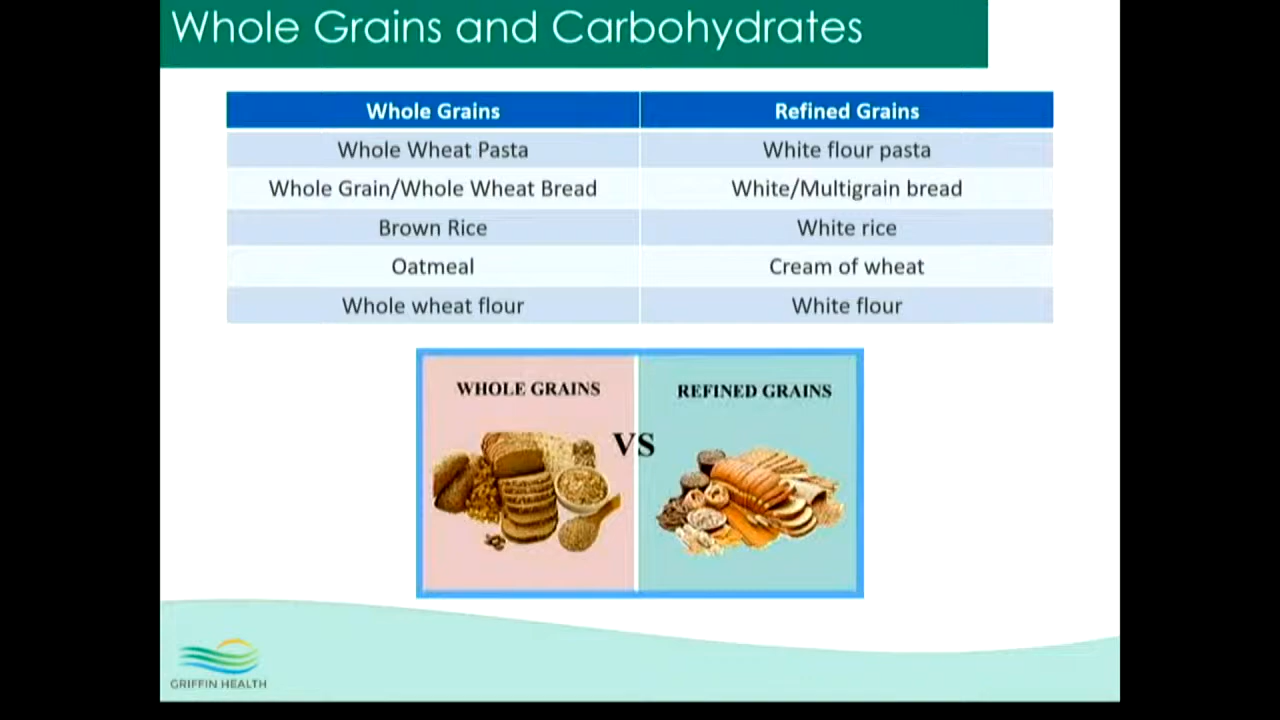 Whole Grains and Carbohydrates
Whole Grains Refined Grains
Whole Wheat Pasta White flour pasta
Whole Grain/Whole Wheat Bread White/Multigrain bread
Brown Rice White rice
Oatmeal Cream of wheat
Whole wheat flour White flour
WHOLE GRAINS REFINED GRAINS
VS
GRIFFIN HEALTH